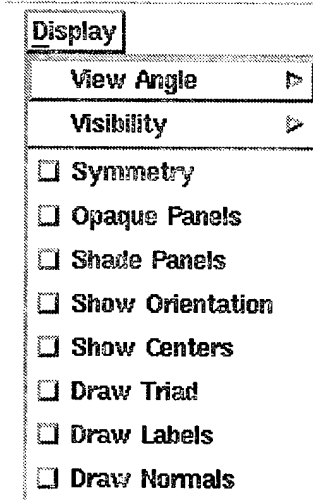 Display
View Angle
Visibility
Symmetry
Opaque Panels
Shade Panels
Show Orientation
Show Centers
Draw Triad
Draw Labels
Draw Normals